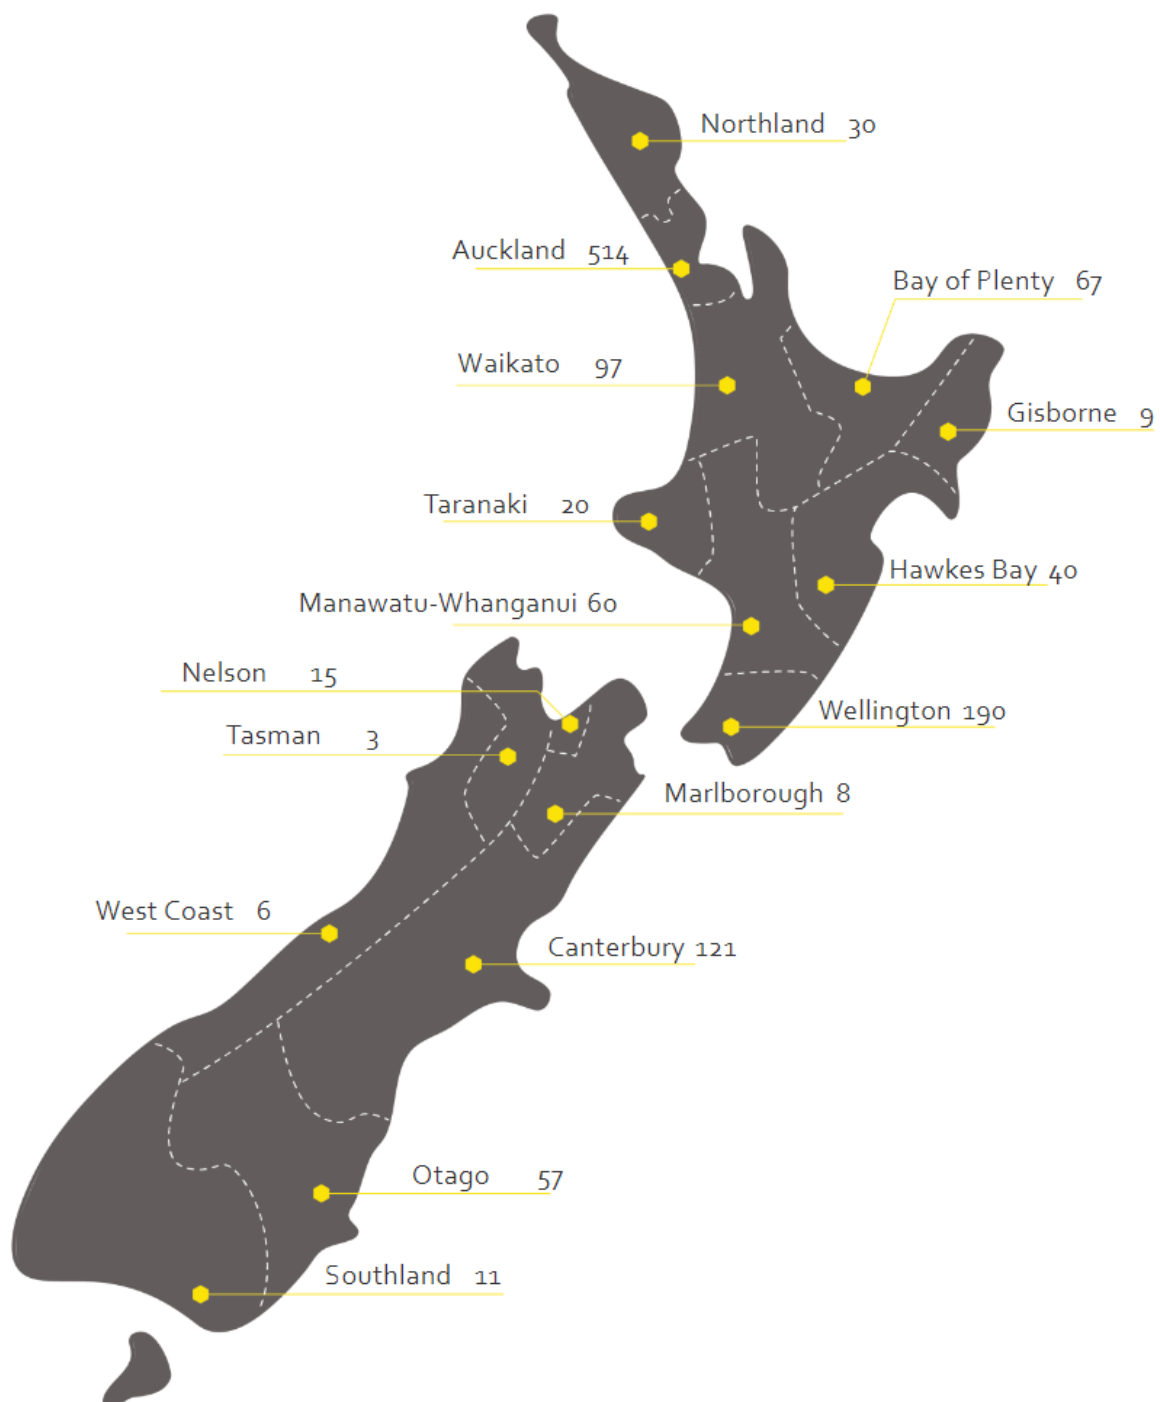 Northland 30
Auckland 514
Bay of Plenty 67
Waikato 97
Gisborne 9
Taranaki 20
Hawkes Bay 40
Manawatu-Whanganui 60
Nelson 15
Wellington 190
Tasman 3
Marlborough 8
West Coast 6
Canterbury 121
Otago 57
Southland 11